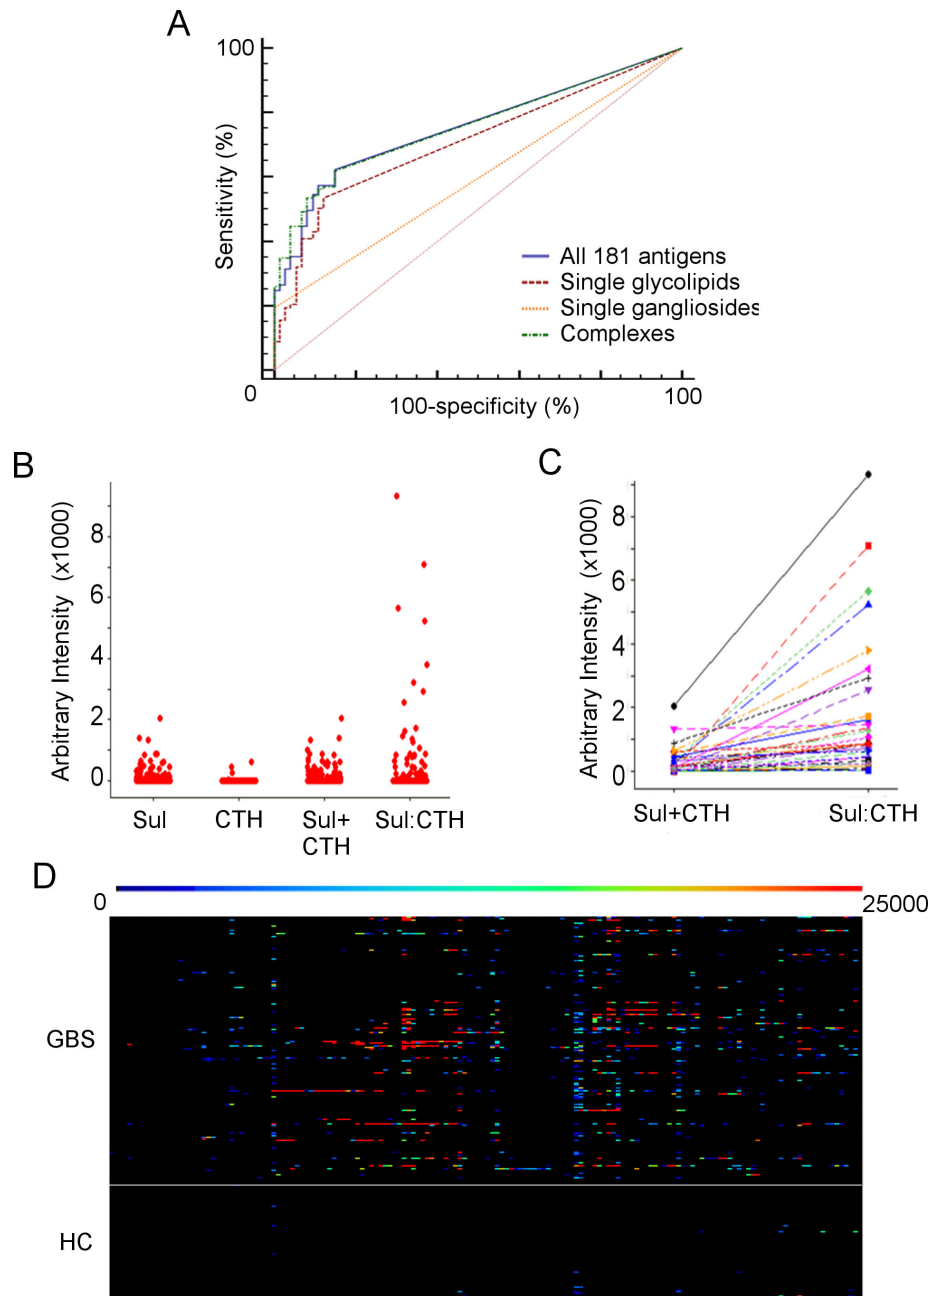 A
100
Sensitivity (%)
All 181 antigens
Single glycolipids
Single gangliosides
Complexes
0
100-specificity (%)
100
B
Arbitrary Intensity (x1000)
8
6
4
2
0
Sul
CTH
Sul+
CTH
Sul:CTH
C
Arbitrary Intensity (x1000)
8
6
4
2
0
Sul+CTH
Sul:CTH
D
0
25000
GBS
HC